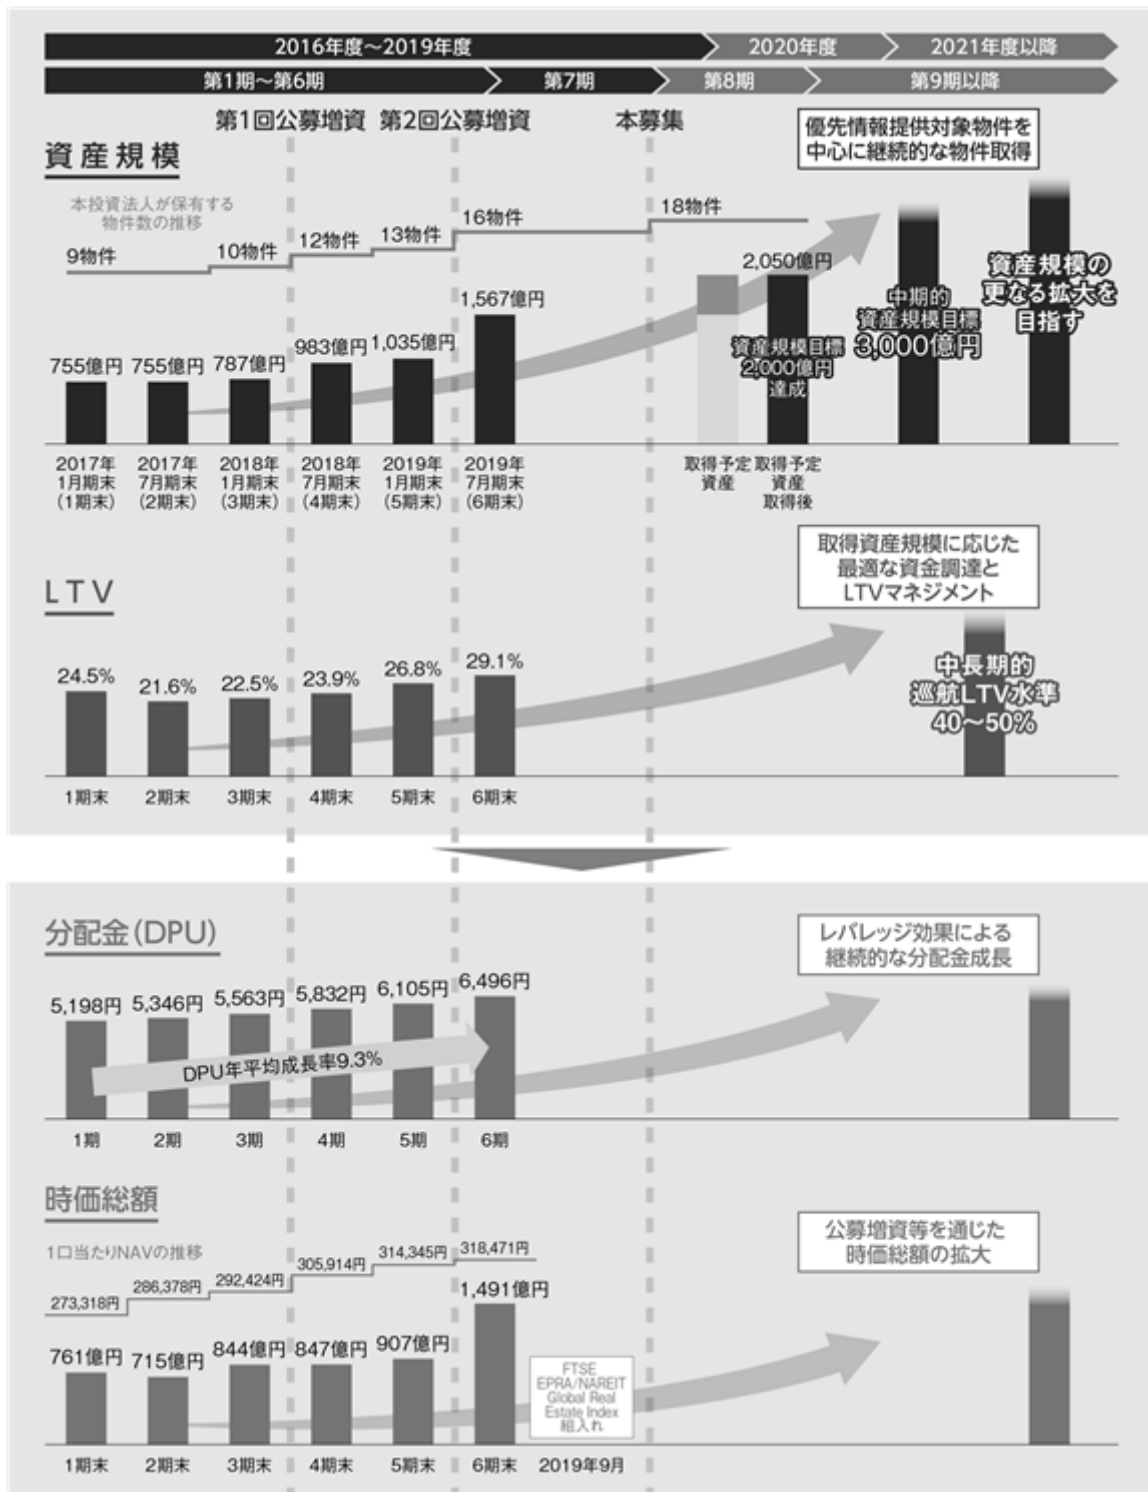 2016年度～2019年度
2020年度
2021年度以降
第1期～第6期
第7期
第8期
第9期以降
第1回公募増資
第2回公募増資
本募集
優先情報提供対象物件を
中心に継続的な物件取得
資産規模
本投資法人が保有する
物件数の推移
9物件
10物件
12物件
13物件
16物件
18物件
755億円
755億円
787億円
983億円
1,035億円
1,567億円
2,050億円
資産規模目標
2,000億円
達成
中期的
資産規模目標
3,000億円
資産規模の
更なる拡大を
目指す
2017年
1月期末
(1期末)
2017年
7月期末
(2期末)
2018年
1月期末
(3期末)
2018年
7月期末
(4期末)
2019年
1月期末
(5期末)
2019年
7月期末
(6期末)
取得予定
資産
取得予定
資産
取得後
取得資産規模に応じた
最適な資金調達と
LTVマネジメント
LTV
24.5%
21.6%
22.5%
23.9%
26.8%
29.1%
中長期的
巡航LTV水準
40～50%
1期末
2期末
3期末
4期末
5期末
6期末
分配金(DPU)
レバレッジ効果による
継続的な分配金成長
5,198円
5,346円
5,563円
5,832円
6,105円
6,496円
DPU年平均成長率9.3%
1期
2期
3期
4期
5期
6期
時価総額
公募増資等を通じた
時価総額の拡大
1口当たりNAVの推移
273,318円
286,378円
292,424円
305,914円
314,345円
318,471円
761億円
715億円
844億円
847億円
907億円
1,491億円
FTSE
EPRA/NAREIT
Global Real
Estate Index
組入れ
1期末
2期末
3期末
4期末
5期末
6期末
2019年9月